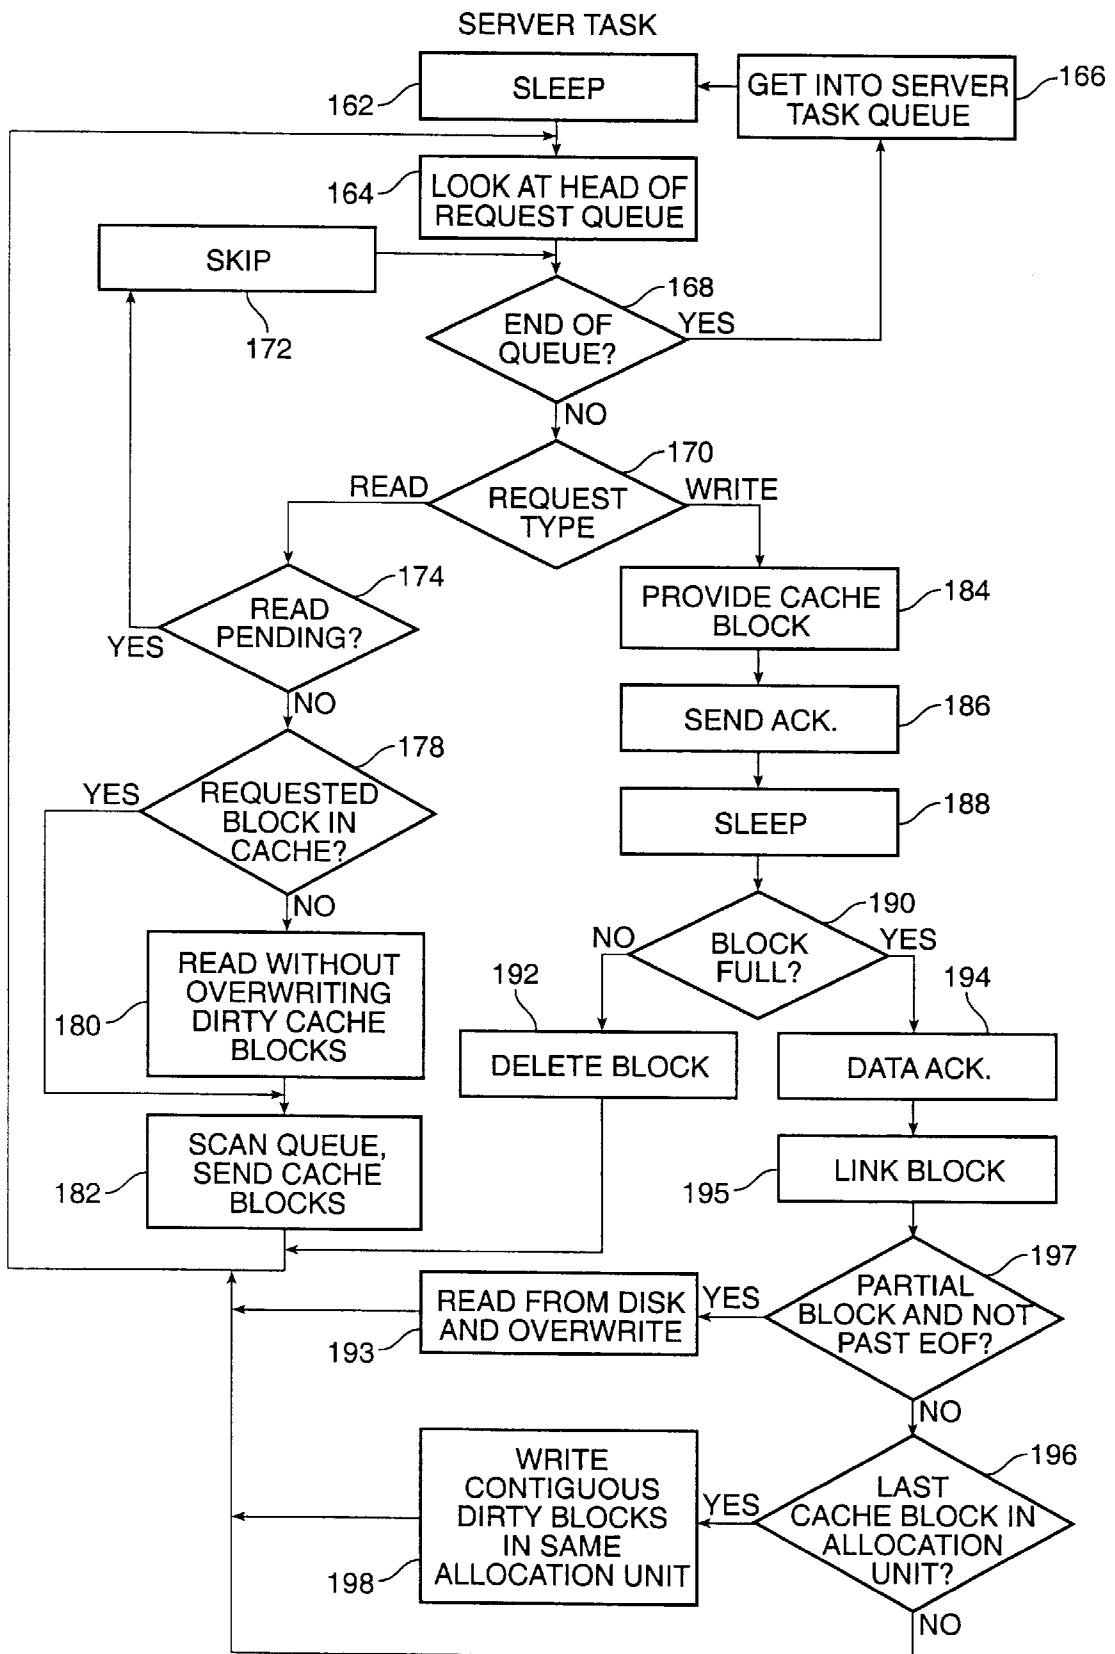 SERVER TASK
SLEEP
162
GET INTO SERVER
TASK QUEUE
166
LOOK AT HEAD OF
REQUEST QUEUE
164
SKIP
172
END OF
QUEUE?
168
YES
NO
REQUEST
TYPE
170
READ
WRITE
READ
PENDING?
174
YES
NO
REQUESTED
BLOCK IN
CACHE?
178
YES
NO
READ WITHOUT
OVERWRITING
DIRTY CACHE
BLOCKS
180
SCAN QUEUE,
SEND CACHE
BLOCKS
182
PROVIDE CACHE
BLOCK
184
SEND ACK.
186
SLEEP
188
BLOCK
FULL?
190
NO
YES
DELETE BLOCK
192
DATA ACK.
194
LINK BLOCK
195
PARTIAL
BLOCK AND NOT
PAST EOF?
197
YES
NO
READ FROM DISK
AND OVERWRITE
193
LAST
CACHE BLOCK IN
ALLOCATION
UNIT?
196
YES
NO
WRITE
CONTIGUOUS
DIRTY BLOCKS
IN SAME
ALLOCATION UNIT
198